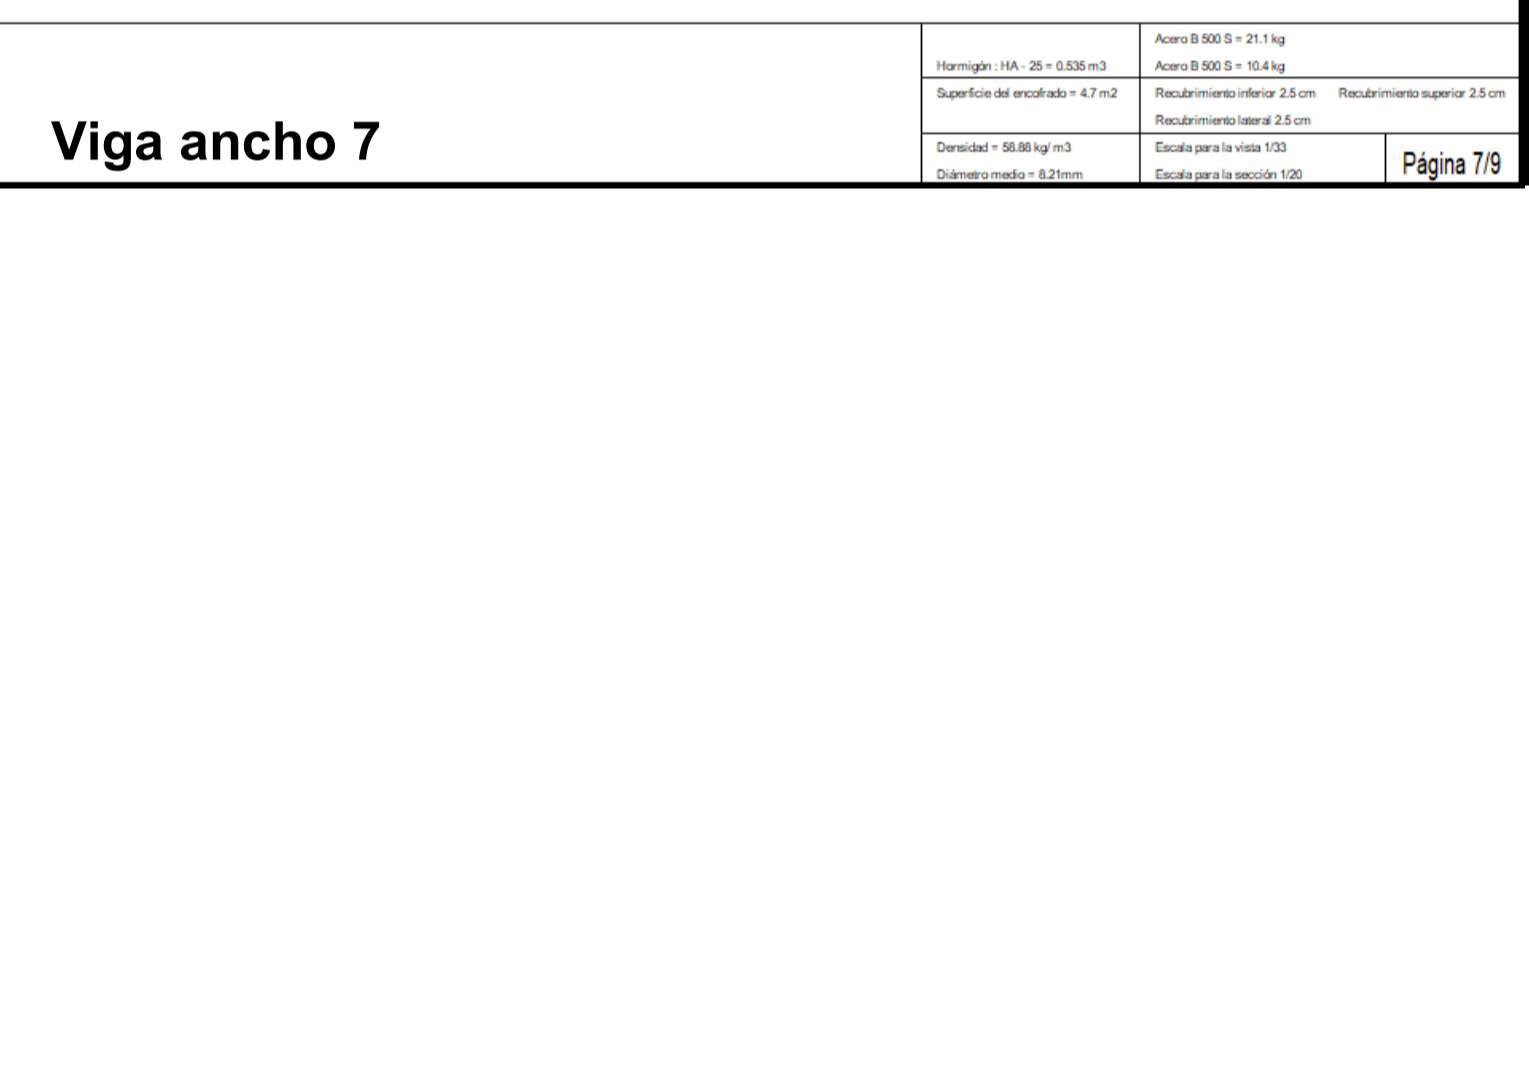 Acero B 500 S = 21.1 kg
Hormigón : HA - 25 = 0.535 m3
Acero B 500 S = 10.4 kg
Superficie del encofrado = 4.7 m2
Recubrimiento inferior 2.5 cm
Recubrimiento superior 2.5 cm
Recubrimiento lateral 2.5 cm
Viga ancho 7
Densidad = 58.88 kg/ m3
Escala para la vista 1/33
Diámetro medio = 8.21mm
Escala para la sección 1/20
Página 7/9